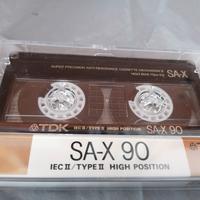 SUPER PRECISION ANTI-RESONANCE CASSETTE MECHANISM
SA-X
TDK
SA-X 90
IEC II/TYPE II HIGH POSITION
SA-X 90
IEC II/TYPE II HIGH POSITION